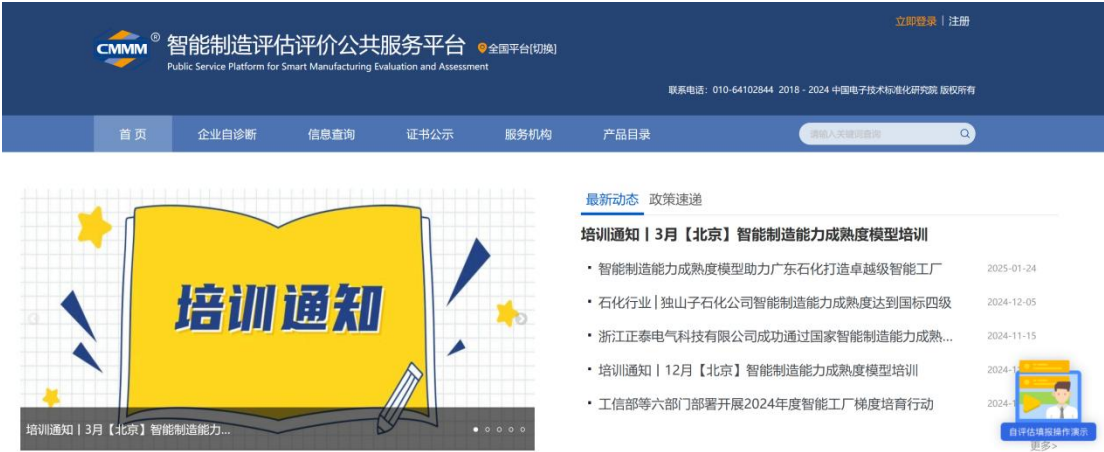 立即登录 | 注册
CMMM®
智能制造评估评价公共服务平台 全国平台[切换]
Public Service Platform for Smart Manufacturing Evaluation and Assessment
联系电话：010-64102844 2018 - 2024 中国电子技术标准化研究院 版权所有
首 页 企业自诊断 信息查询 证书公示 服务机构 产品目录 请输入关键词查询
培训通知
培训通知丨3月【北京】智能制造能力...
最新动态 政策速递
培训通知丨3月【北京】智能制造能力成熟度模型培训
智能制造能力成熟度模型助力广东石化打造卓越级智能工厂 2025-01-24
石化行业 | 独山子石化公司智能制造能力成熟度达到国标四级 2024-12-05
浙江正泰电气科技有限公司成功通过国家智能制造能力成熟... 2024-11-15
培训通知丨12月【北京】智能制造能力成熟度模型培训
工信部等六部门部署开展2024年度智能工厂梯度培育行动
自评估填报操作演示
更多>